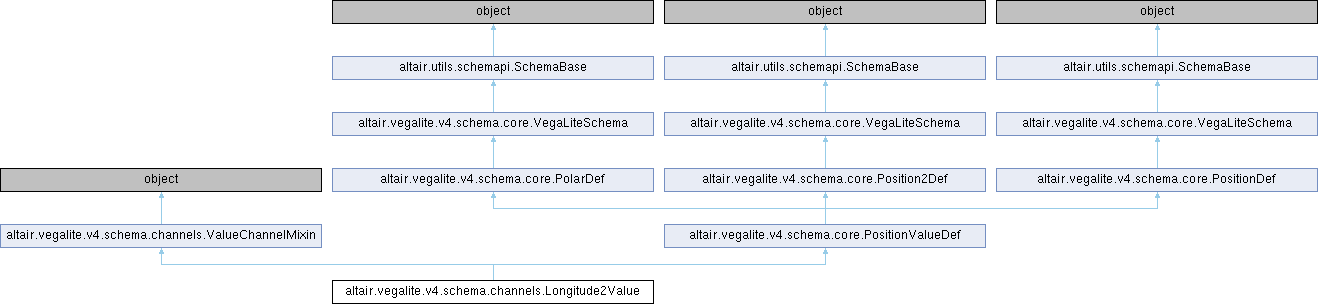 object object object
altair.utils.schemapi.SchemaBase altair.utils.schemapi.SchemaBase altair.utils.schemapi.SchemaBase
altair.vegalite.v4.schema.core.VegaLiteSchema altair.vegalite.v4.schema.core.VegaLiteSchema altair.vegalite.v4.schema.core.VegaLiteSchema
object altair.vegalite.v4.schema.core.PolarDef altair.vegalite.v4.schema.core.Position2Def altair.vegalite.v4.schema.core.PositionDef
altair.vegalite.v4.schema.channels.ValueChannelMixin altair.vegalite.v4.schema.core.PositionValueDef
altair.vegalite.v4.schema.channels.Longitude2Value